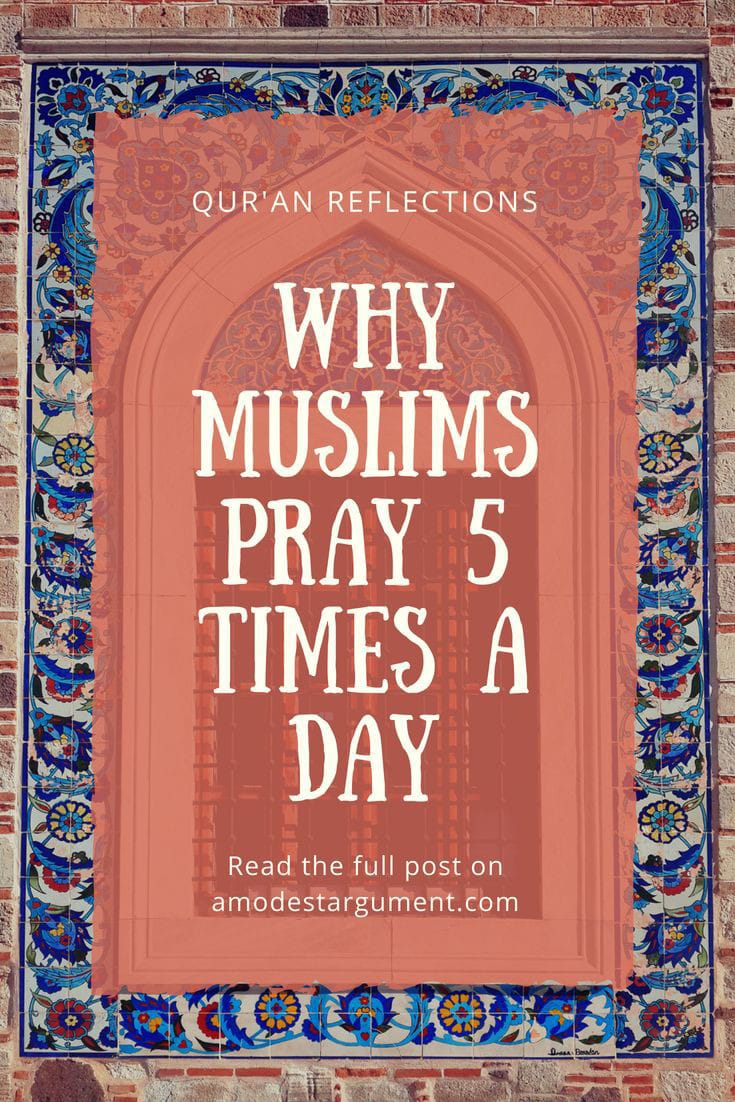 QUR'AN REFLECTIONS
WHY
MUSLIMS
PRAY 5
TIMES A
DAY
Read the full post on
amodestargument.com